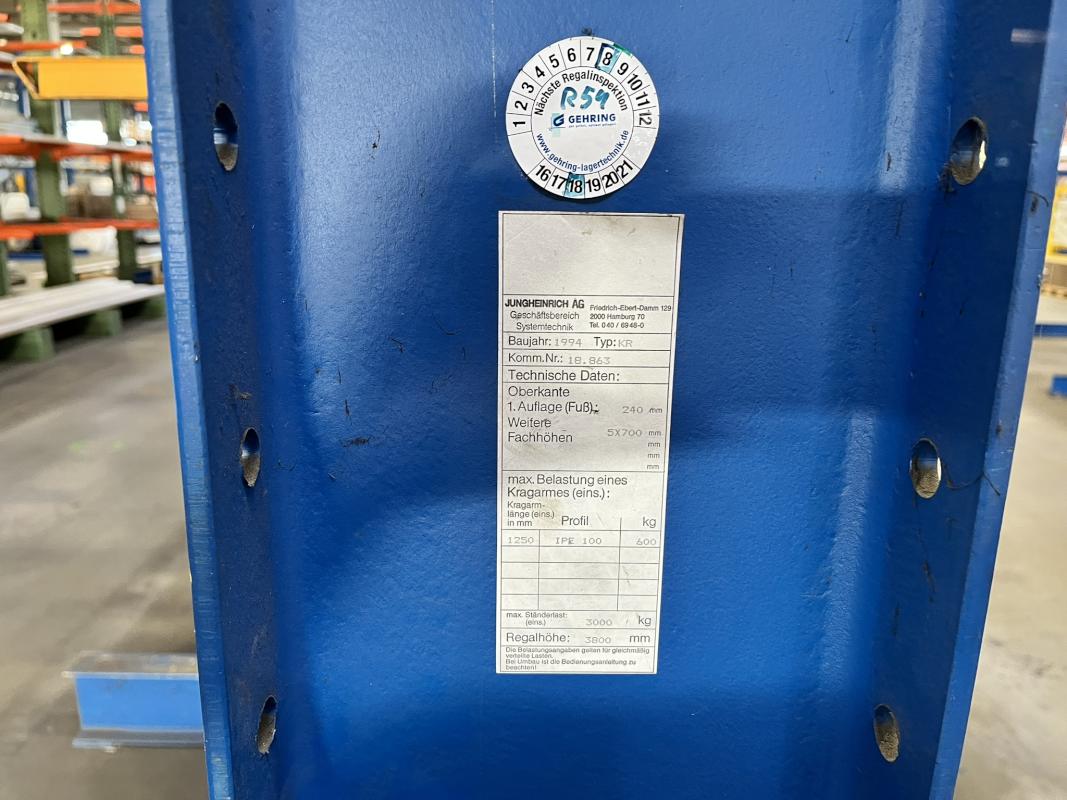 1 2 3 4 5 6 7 8 9 10 11 12
Nächste Regalinspektion
R54
GEHRING
www.gehring-lagertechnik.de
16 17 18 19 20 21
JUNGHEINRICH AG
Geschäftsbereich
Systemtechnik
Friedrich-Ebert-Damm 129
2000 Hamburg 70
Tel. 040 / 6948-0
Baujahr: 1994 Typ: KR
Komm.Nr.: 18.863
Technische Daten:
Oberkante
1. Auflage (Fuß): 240 mm
Weitere
Fachhöhen 5X700 mm
mm
mm
mm
max. Belastung eines
Kragarmes (eins.):
Kragarm-
länge (eins.)
in mm Profil kg
1250 IPE 100 600
max. Ständerlast:
(eins.) 3000 kg
Regalhöhe: 3800 mm
Die Belastungsangaben gelten für gleichmäßig
verteilte Lasten.
Bei Umbau ist die Bedienungsanleitung zu
beachten!